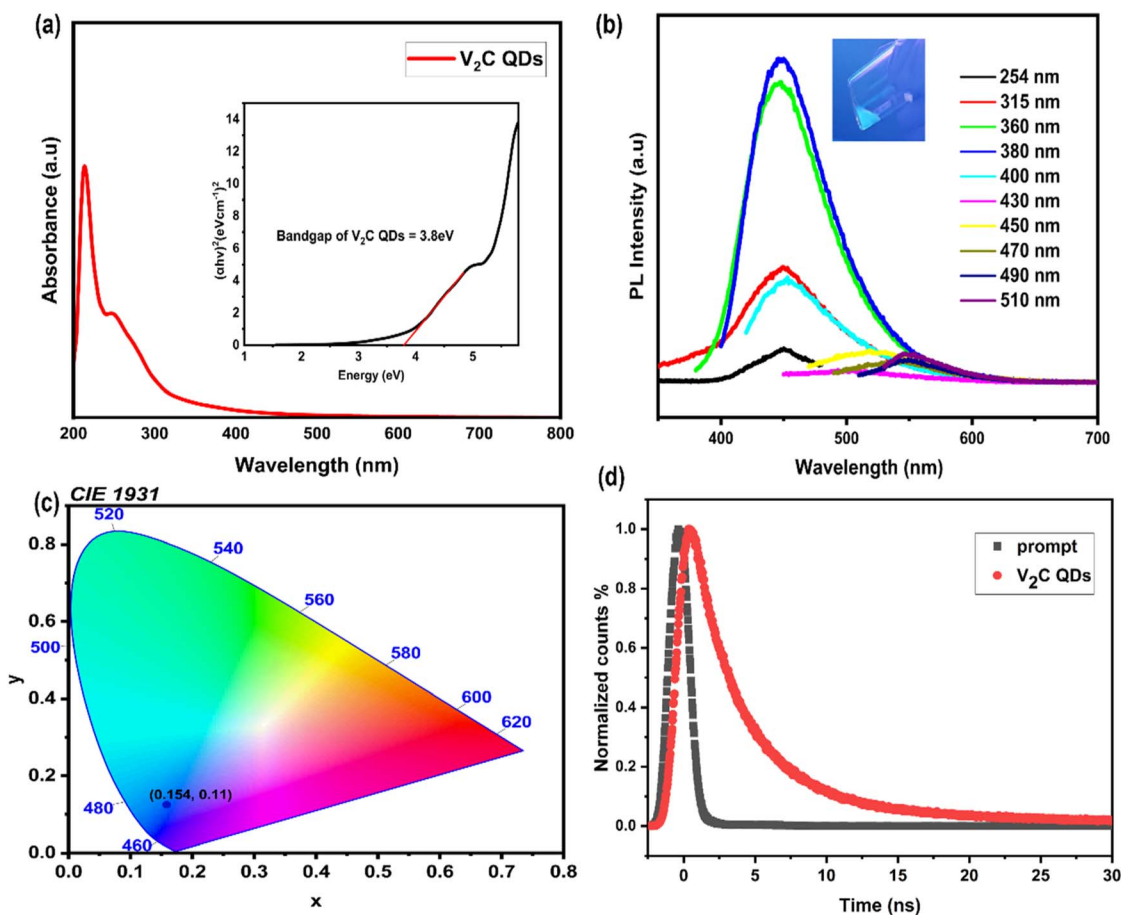 (a)
V₂C QDs
Absorbance (a.u)
14
12
10
8
6
4
2
0
(αhv)²(eVcm⁻¹)²
Bandgap of V₂C QDs = 3.8eV
1 2 3 4 5
Energy (eV)
200 300 400 500 600 700 800
Wavelength (nm)
(b)
PL Intensity (a.u)
254 nm
315 nm
360 nm
380 nm
400 nm
430 nm
450 nm
470 nm
490 nm
510 nm
400 500 600 700
Wavelength (nm)
(c)
CIE 1931
y
0.8
0.6
0.4
0.2
0.0
520
540
560
500
580
600
620
(0.154, 0.11)
480
460
0.0 0.1 0.2 0.3 0.4 0.5 0.6 0.7 0.8
x
(d)
Normalized counts %
1.0
0.8
0.6
0.4
0.2
0.0
prompt
V₂C QDs
0 5 10 15 20 25 30
Time (ns)